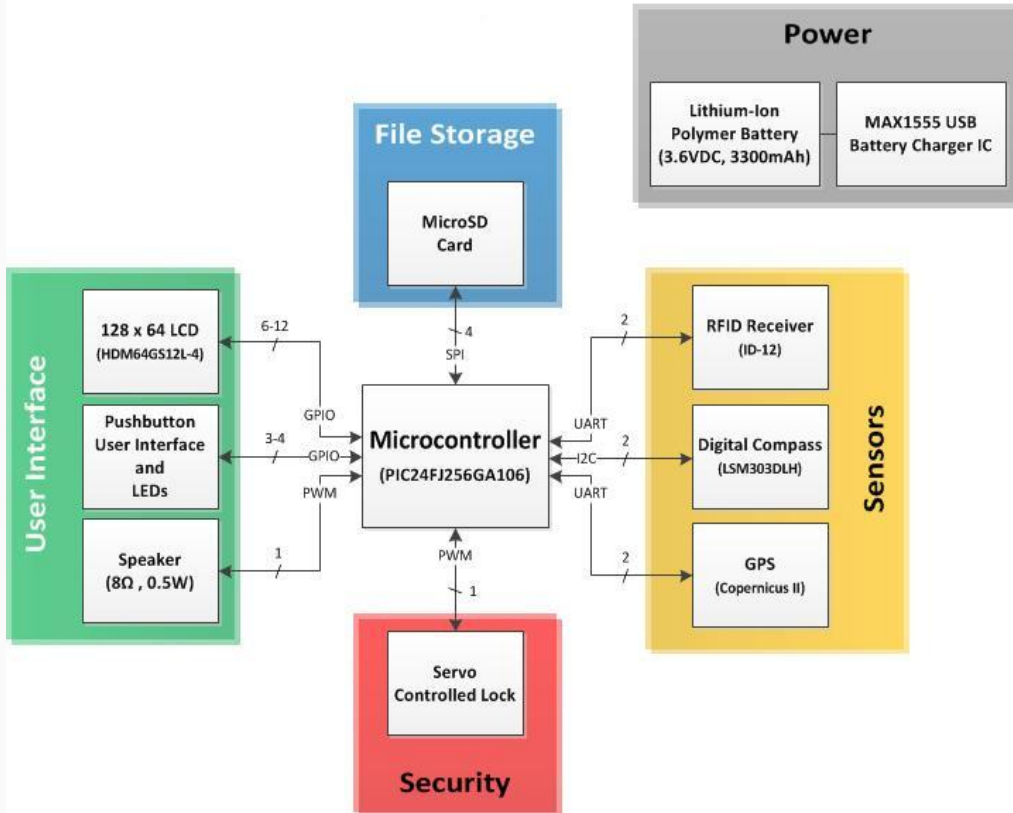 Power
Lithium-Ion
Polymer Battery
(3.6VDC, 3300mAh)
MAX1555 USB
Battery Charger IC
File Storage
MicroSD
Card
4
SPI
User Interface
128 x 64 LCD
(HDM64GS12L-4)
6-12
GPIO
Pushbutton
User Interface
and
LEDs
3-4
GPIO
PWM
Speaker
(8Ω , 0.5W)
1
Microcontroller
(PIC24FJ256GA106)
Sensors
2
UART
RFID Receiver
(ID-12)
I2C
2
Digital Compass
(LSM303DLH)
UART
2
GPS
(Copernicus II)
PWM
1
Servo
Controlled Lock
Security